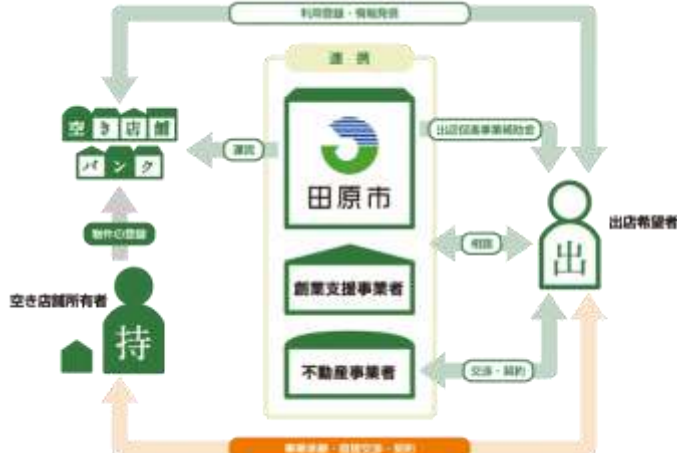 利用登録・情報発信
連 携
空き店舗
バンク
運営
出店促進事業補助金
田原市
物件の登録
出店希望者
相談
出
空き店舗所有者
創業支援事業者
持
不動産事業者
交渉・契約